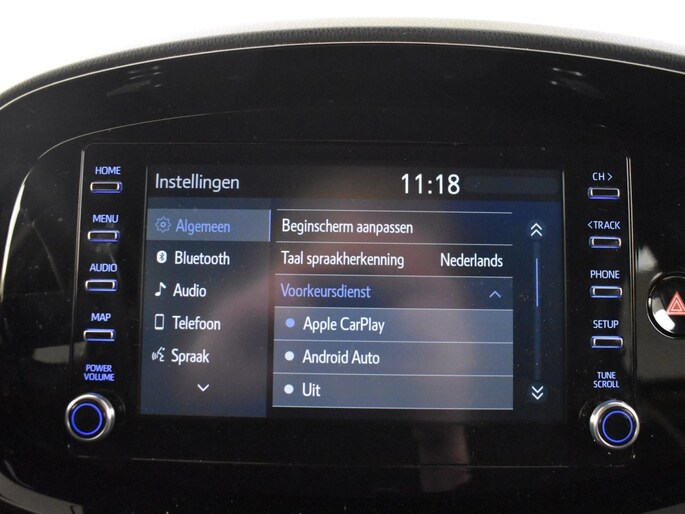 HOME
MENU
AUDIO
MAP
POWER
VOLUME
Instellingen 11:18
Algemeen
Bluetooth
Audio
Telefoon
Spraak
Beginscherm aanpassen
Taal spraakherkenning Nederlands
Voorkeursdienst
Apple CarPlay
Android Auto
Uit
CH >
<TRACK
PHONE
SETUP
TUNE
SCROLL